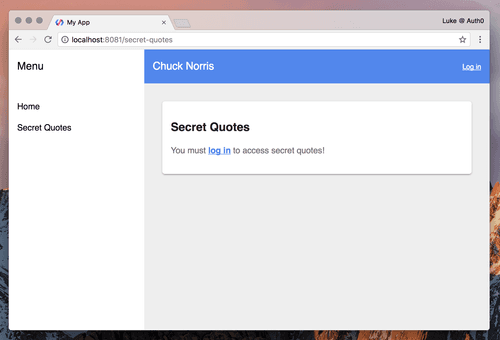 My App
Luke @ Auth0
localhost:8081/secret-quotes
Menu
Chuck Norris
Log in
Home
Secret Quotes
Secret Quotes
You must log in to access secret quotes!